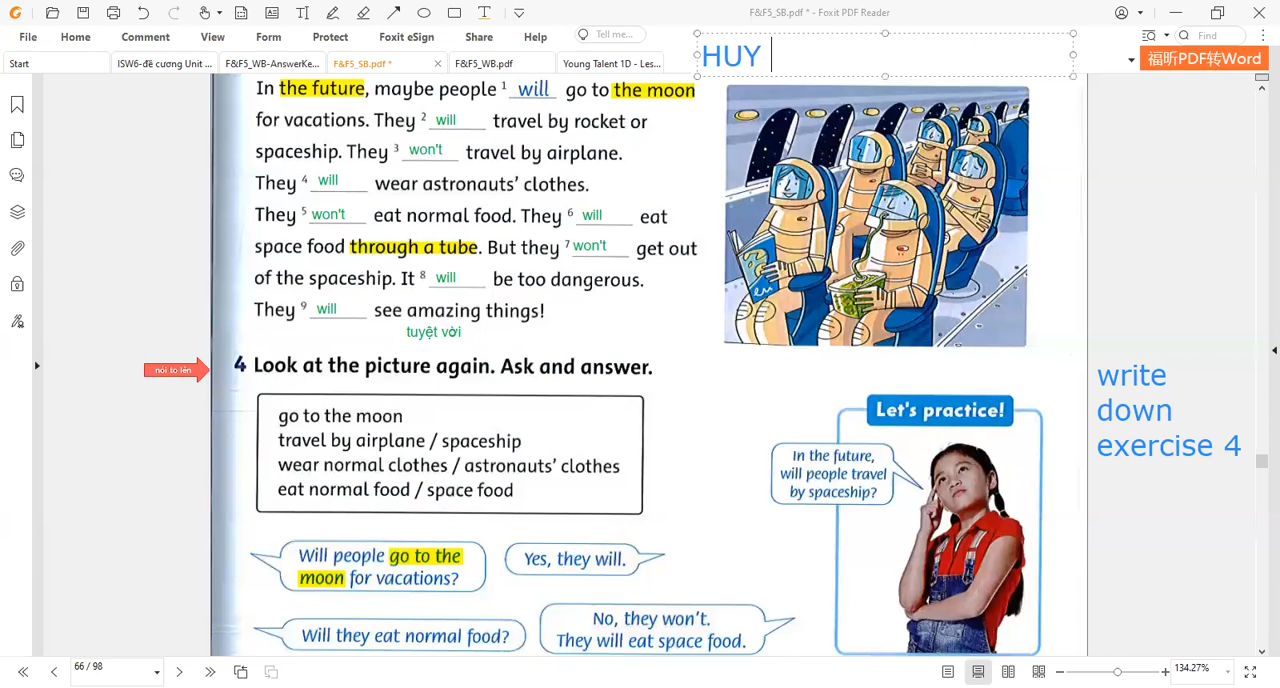 F&F5_SB.pdf * - Foxit PDF Reader
File Home Comment View Form Protect Foxit eSign Share Help Tell me... Find
HUY
Start ISW6-đề cương Unit ... F&F5_WB-AnswerKe... F&F5_SB.pdf * F&F5_WB.pdf Young Talent 1D - Les...
福昕PDF转Word
In the future, maybe people 1 will go to the moon
for vacations. They 2 will travel by rocket or
spaceship. They 3 won't travel by airplane.
They 4 will wear astronauts' clothes.
They 5 won't eat normal food. They 6 will eat
space food through a tube. But they 7 won't get out
of the spaceship. It 8 will be too dangerous.
They 9 will see amazing things!
tuyệt vời
nói to lên
4 Look at the picture again. Ask and answer.
go to the moon
travel by airplane / spaceship
wear normal clothes / astronauts' clothes
eat normal food / space food
Will people go to the
moon for vacations?
Yes, they will.
Will they eat normal food?
No, they won't.
They will eat space food.
Let's practice!
In the future,
will people travel
by spaceship?
write
down
exercise 4
66 / 98
134.27%